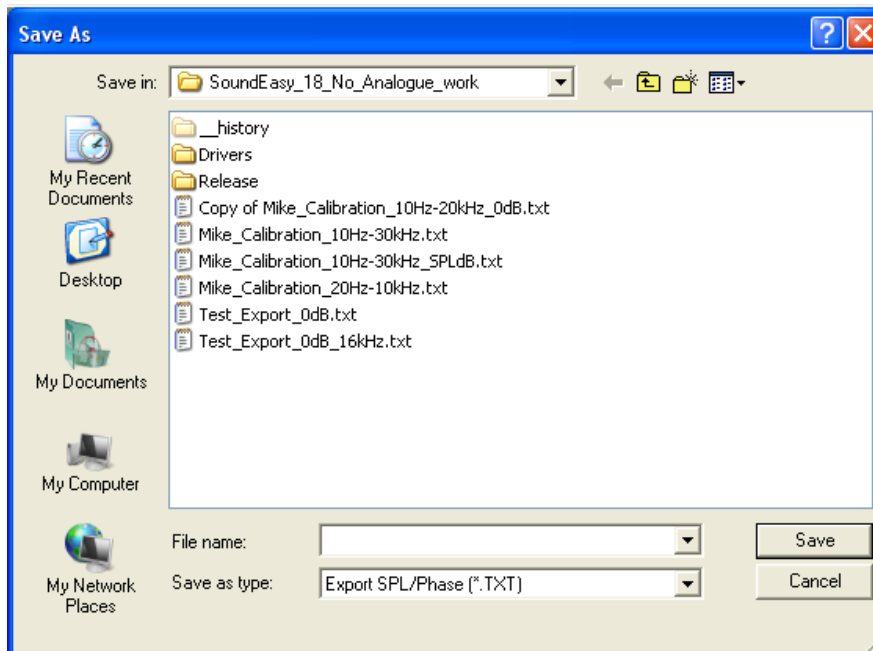 Save As
Save in: SoundEasy_18_No_Analogue_work
My Recent
Documents
Desktop
My Documents
My Computer
My Network
Places
__history
Drivers
Release
Copy of Mike_Calibration_10Hz-20kHz_0dB.txt
Mike_Calibration_10Hz-30kHz.txt
Mike_Calibration_10Hz-30kHz_SPLdB.txt
Mike_Calibration_20Hz-10kHz.txt
Test_Export_0dB.txt
Test_Export_0dB_16kHz.txt
File name:
Save
Save as type: Export SPL/Phase (*.TXT)
Cancel